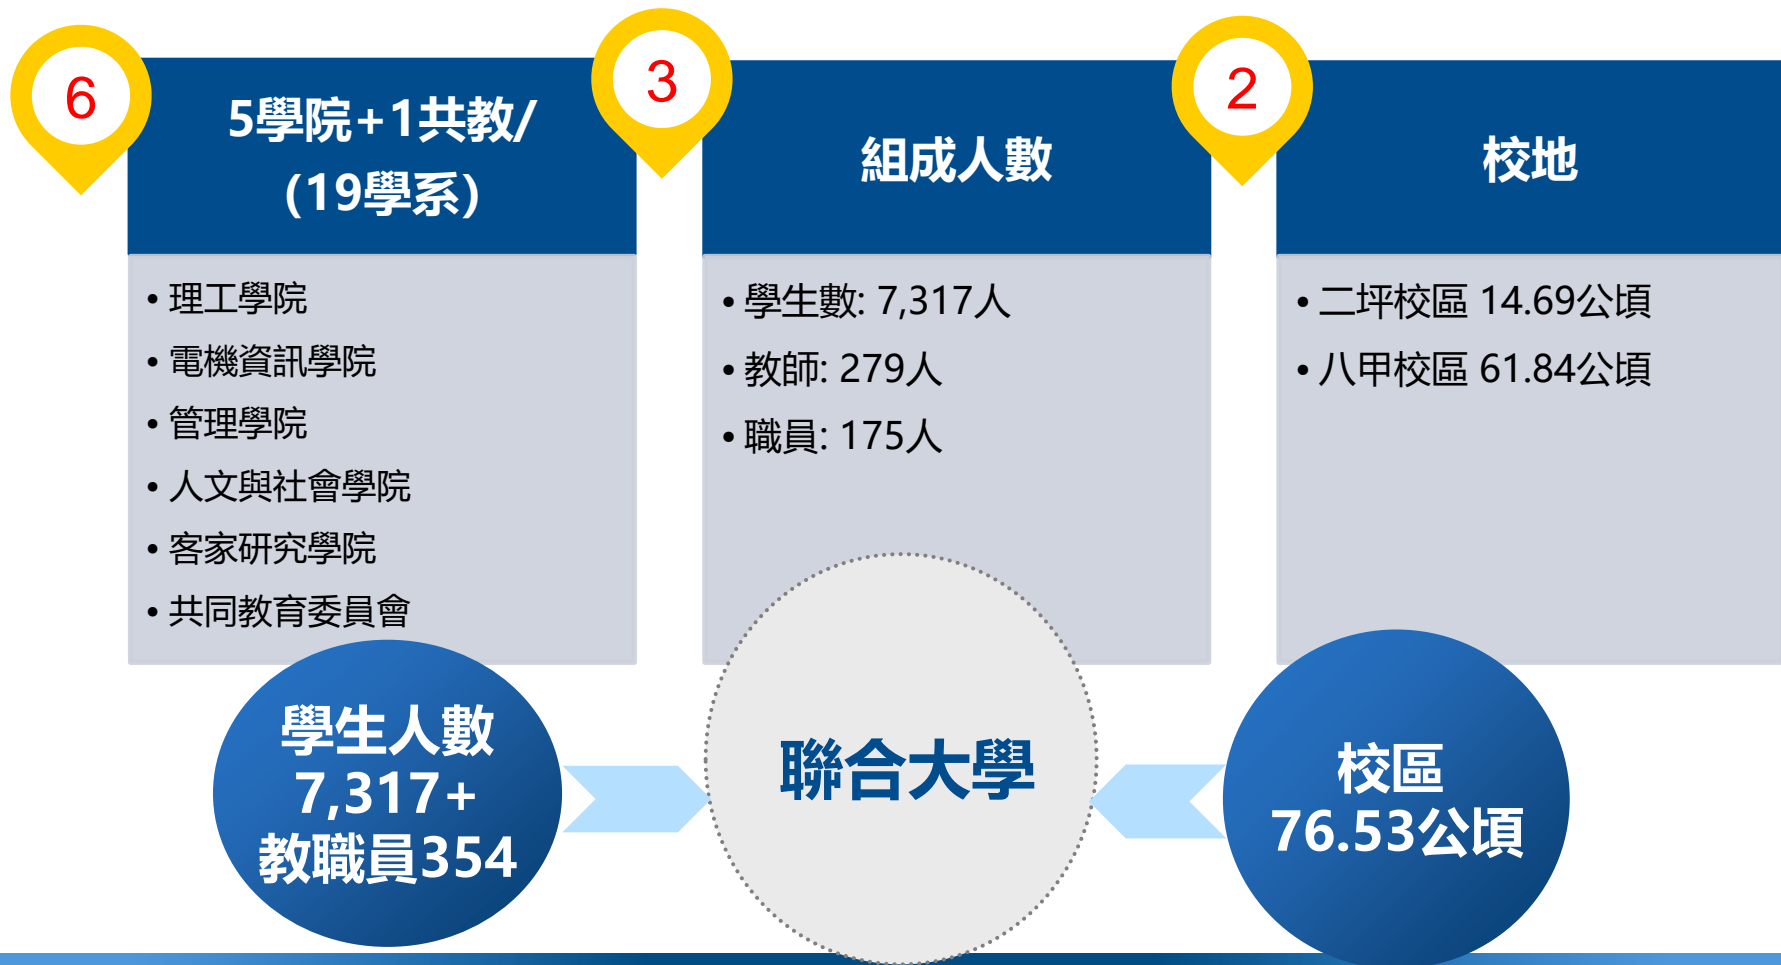 6
5學院+1共教/
(19學系)
• 理工學院
• 電機資訊學院
• 管理學院
• 人文與社會學院
• 客家研究學院
• 共同教育委員會
3
組成人數
• 學生數: 7,317人
• 教師: 279人
• 職員: 175人
2
校地
• 二坪校區 14.69公頃
• 八甲校區 61.84公頃
學生人數
7,317+
教職員354
聯合大學
校區
76.53公頃